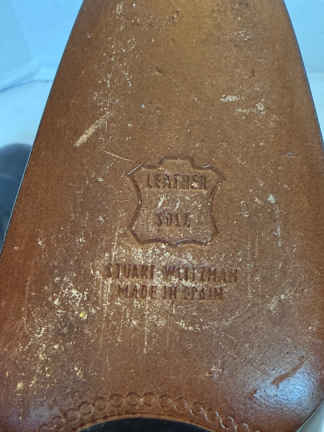 LEATHER
SOLE
STUART WEITZMAN
MADE IN SPAIN